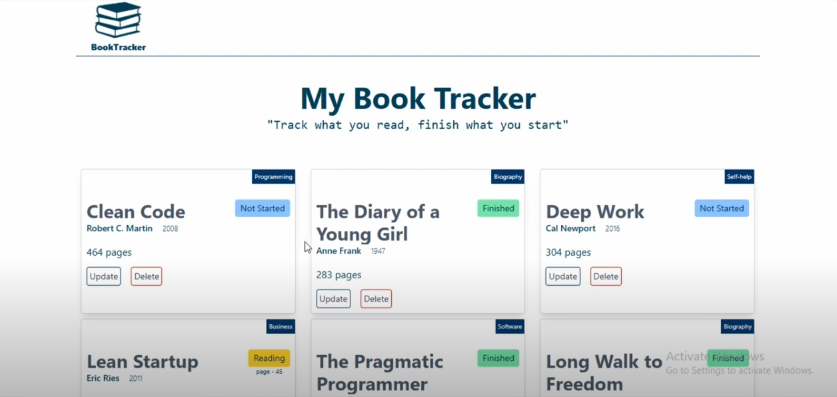 BookTracker
My Book Tracker
"Track what you read, finish what you start"
Programming
Clean Code
Not Started
Robert C. Martin 2008
464 pages
Update Delete
Biography
The Diary of a
Young Girl
Finished
Anne Frank 1947
283 pages
Update Delete
Self-help
Deep Work
Not Started
Cal Newport 2016
304 pages
Update Delete
Business
Lean Startup
Reading
page - 45
Eric Ries 2011
Software
The Pragmatic
Programmer
Finished
Biography
Long Walk to
Freedom
Finished
Activate Windows
Go to Settings to activate Windows.